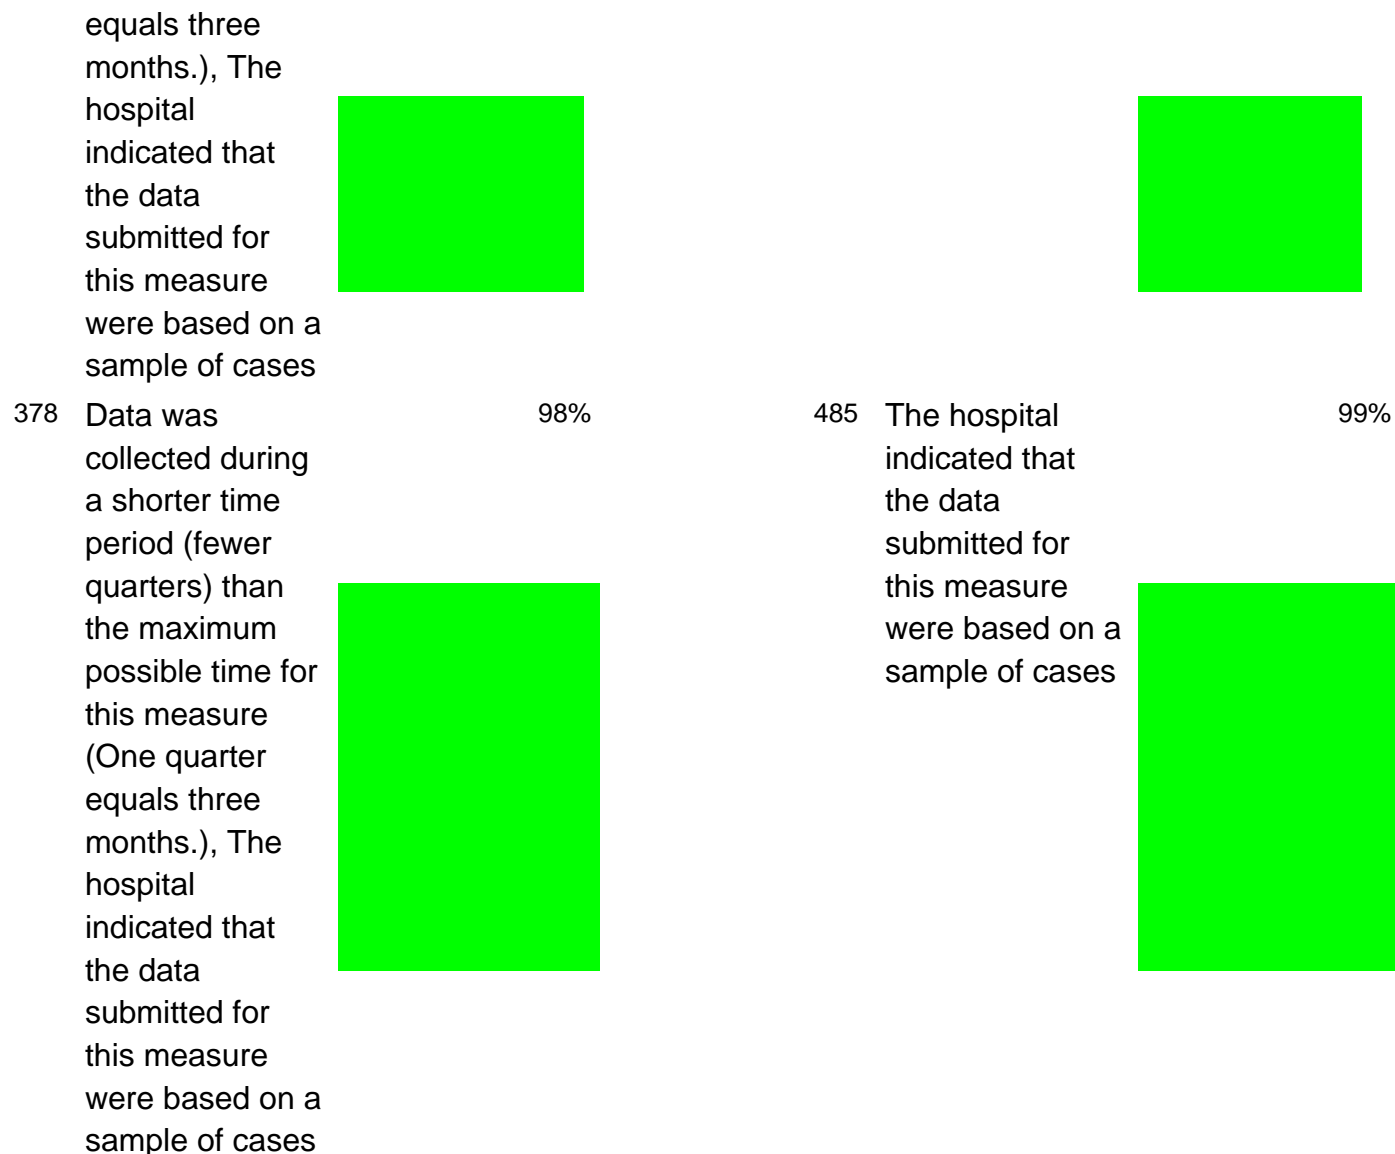 equals three
months.), The
hospital
indicated that
the data
submitted for
this measure
were based on a
sample of cases
378 Data was 98% 485 The hospital 99%
collected during indicated that
a shorter time the data
period (fewer submitted for
quarters) than this measure
the maximum were based on a
possible time for sample of cases
this measure
(One quarter
equals three
months.), The
hospital
indicated that
the data
submitted for
this measure
were based on a
sample of cases